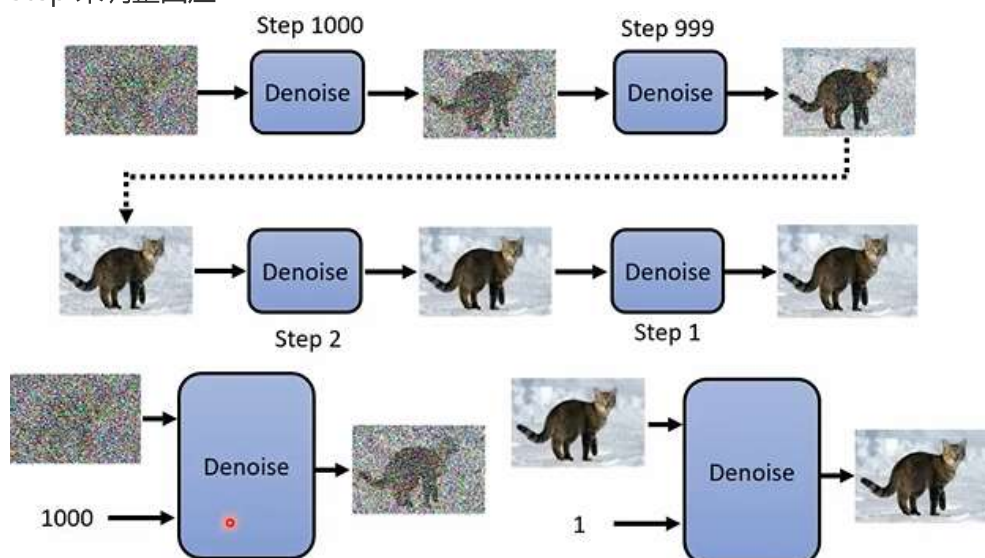 Step 1000
Step 999
Denoise
Denoise
Denoise
Denoise
Step 2
Step 1
Denoise
1000
Denoise
1